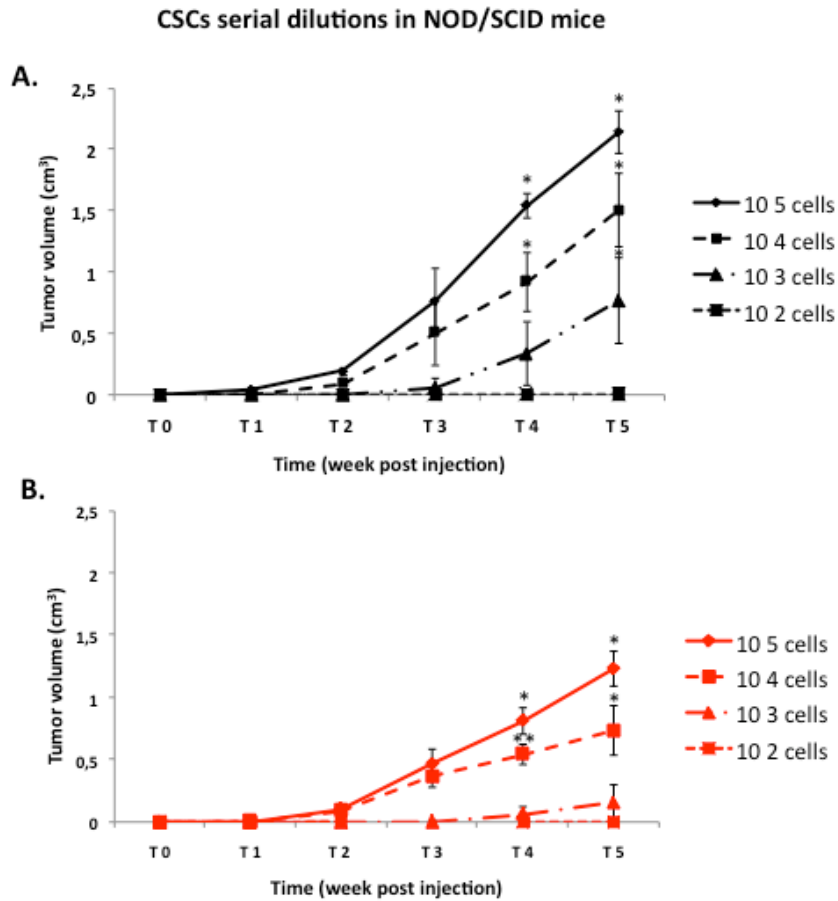 CSCs serial dilutions in NOD/SCID mice
A.
2,5
2
1,5
1
0,5
0
Tumor volume (cm³)
T 0 T 1 T 2 T 3 T 4 T 5
Time (week post injection)
* * * * *
10 5 cells
10 4 cells
10 3 cells
10 2 cells
B.
2,5
2
1,5
1
0,5
0
Tumor volume (cm³)
T 0 T 1 T 2 T 3 T 4 T 5
Time (week post injection)
* * ** *
10 5 cells
10 4 cells
10 3 cells
10 2 cells